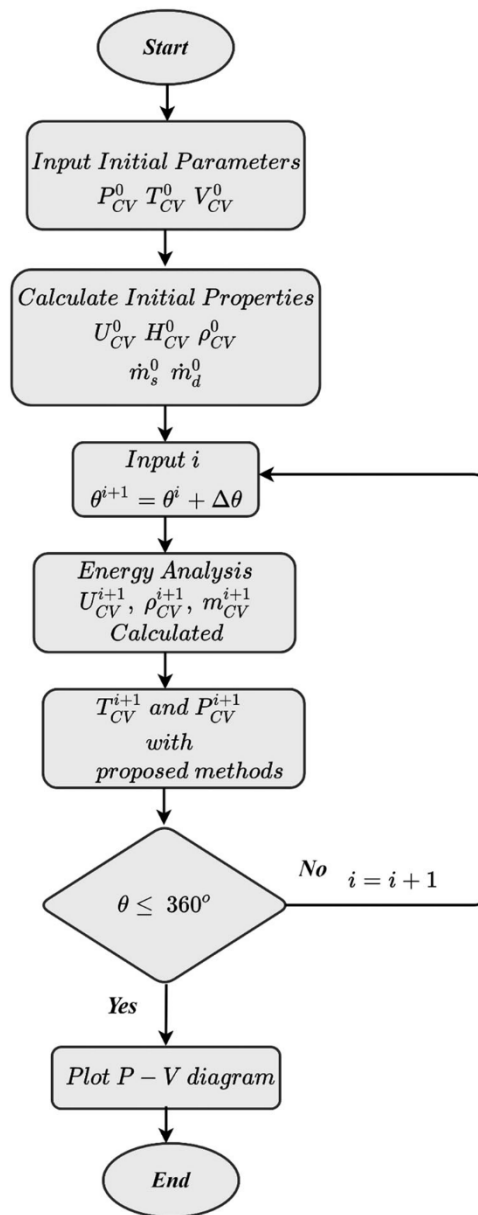 Start
Input Initial Parameters
P⁰_CV T⁰_CV V⁰_CV
Calculate Initial Properties
U⁰_CV H⁰_CV ρ⁰_CV
ṁ⁰_s ṁ⁰_d
Input i
θ^{i+1} = θ^i + Δθ
Energy Analysis
U^{i+1}_CV, ρ^{i+1}_CV, m^{i+1}_CV
Calculated
T^{i+1}_CV and P^{i+1}_CV
with
proposed methods
θ ≤ 360°
No
i = i + 1
Yes
Plot P − V diagram
End